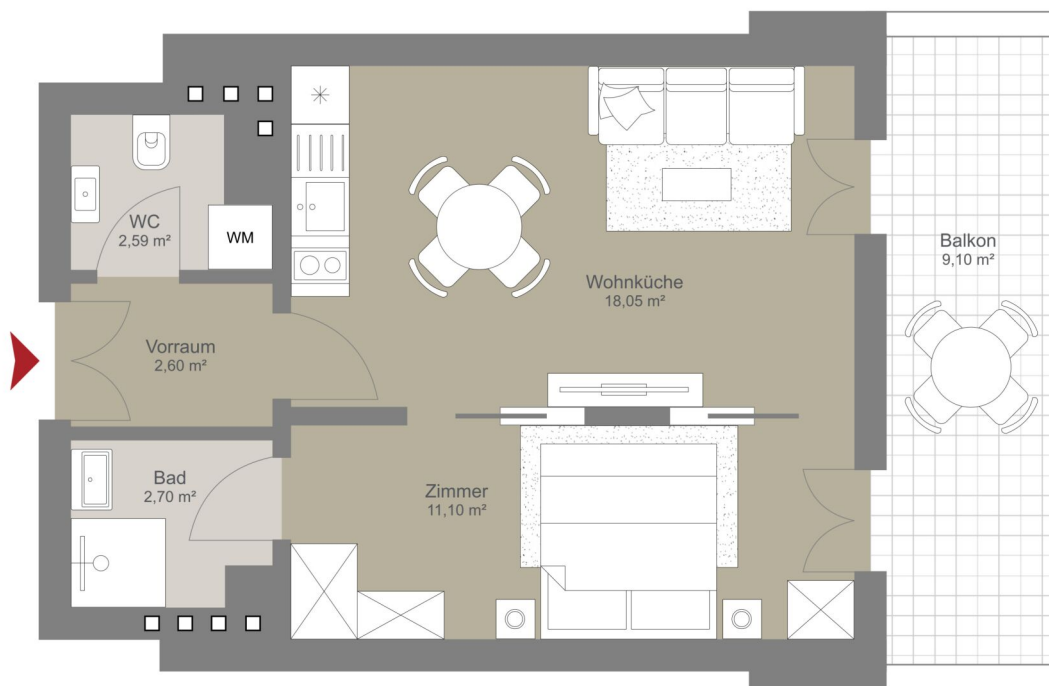 WC
2,59 m²
WM
Balkon
9,10 m²
Wohnküche
18,05 m²
Vorraum
2,60 m²
Bad
2,70 m²
Zimmer
11,10 m²